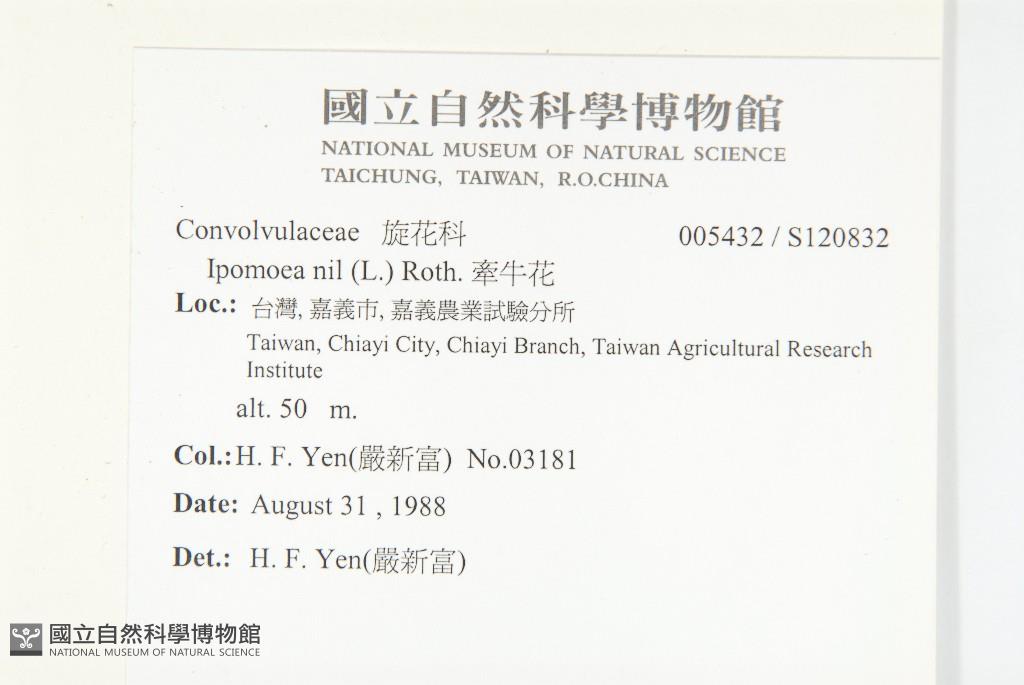 國立自然科學博物館
NATIONAL MUSEUM OF NATURAL SCIENCE
TAICHUNG, TAIWAN, R.O.CHINA
Convolvulaceae 旋花科 005432 / S120832
Ipomoea nil (L.) Roth. 牽牛花
Loc.: 台灣, 嘉義市, 嘉義農業試驗分所
Taiwan, Chiayi City, Chiayi Branch, Taiwan Agricultural Research
Institute
alt. 50 m.
Col.: H. F. Yen(嚴新富) No.03181
Date: August 31 , 1988
Det.: H. F. Yen(嚴新富)
國立自然科學博物館
NATIONAL MUSEUM OF NATURAL SCIENCE